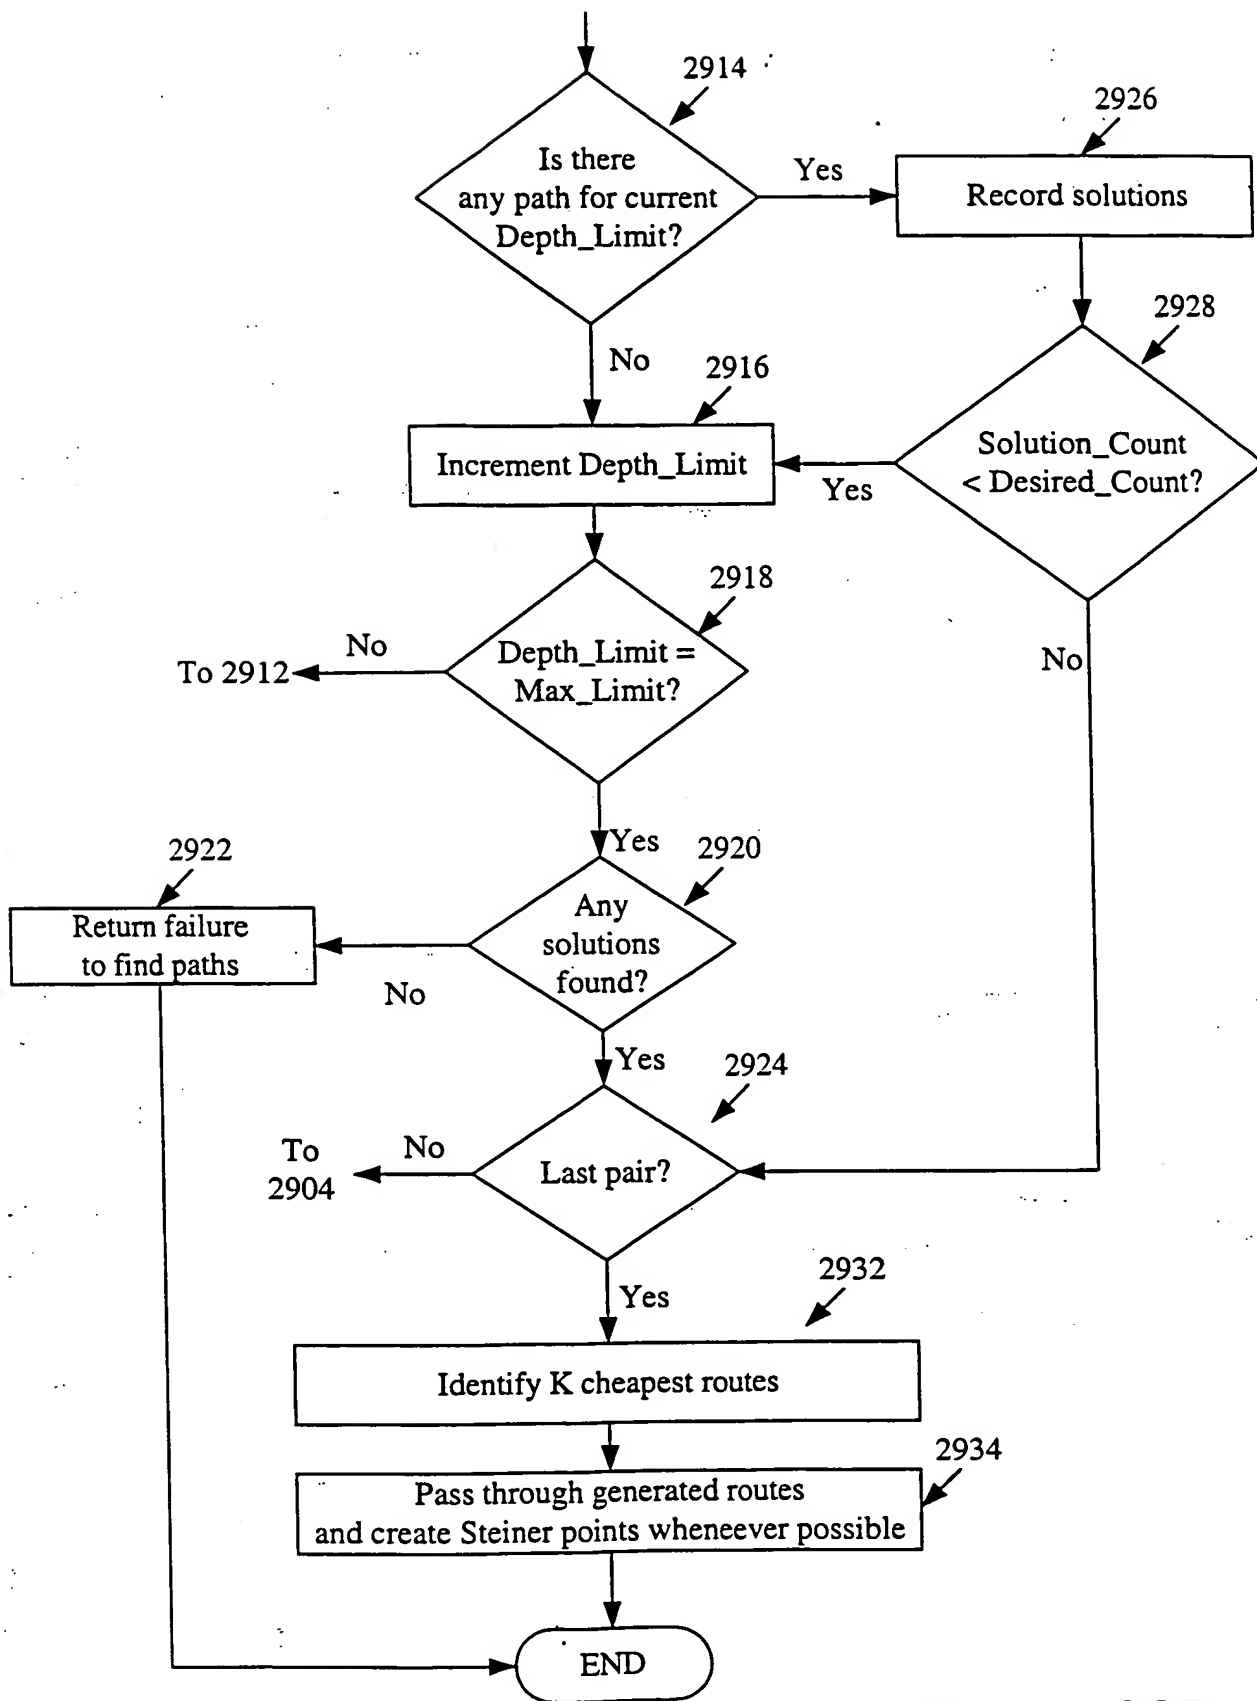 2914
Is there
any path for current
Depth_Limit?
Yes
2926
Record solutions
No
2916
Increment Depth_Limit
2928
Solution_Count
< Desired_Count?
Yes
No
2918
Depth_Limit =
Max_Limit?
No
To 2912
Yes
2920
Any
solutions
found?
No
2922
Return failure
to find paths
Yes
2924
Last pair?
No
To
2904
Yes
2932
Identify K cheapest routes
2934
Pass through generated routes
and create Steiner points wheneever possible
END